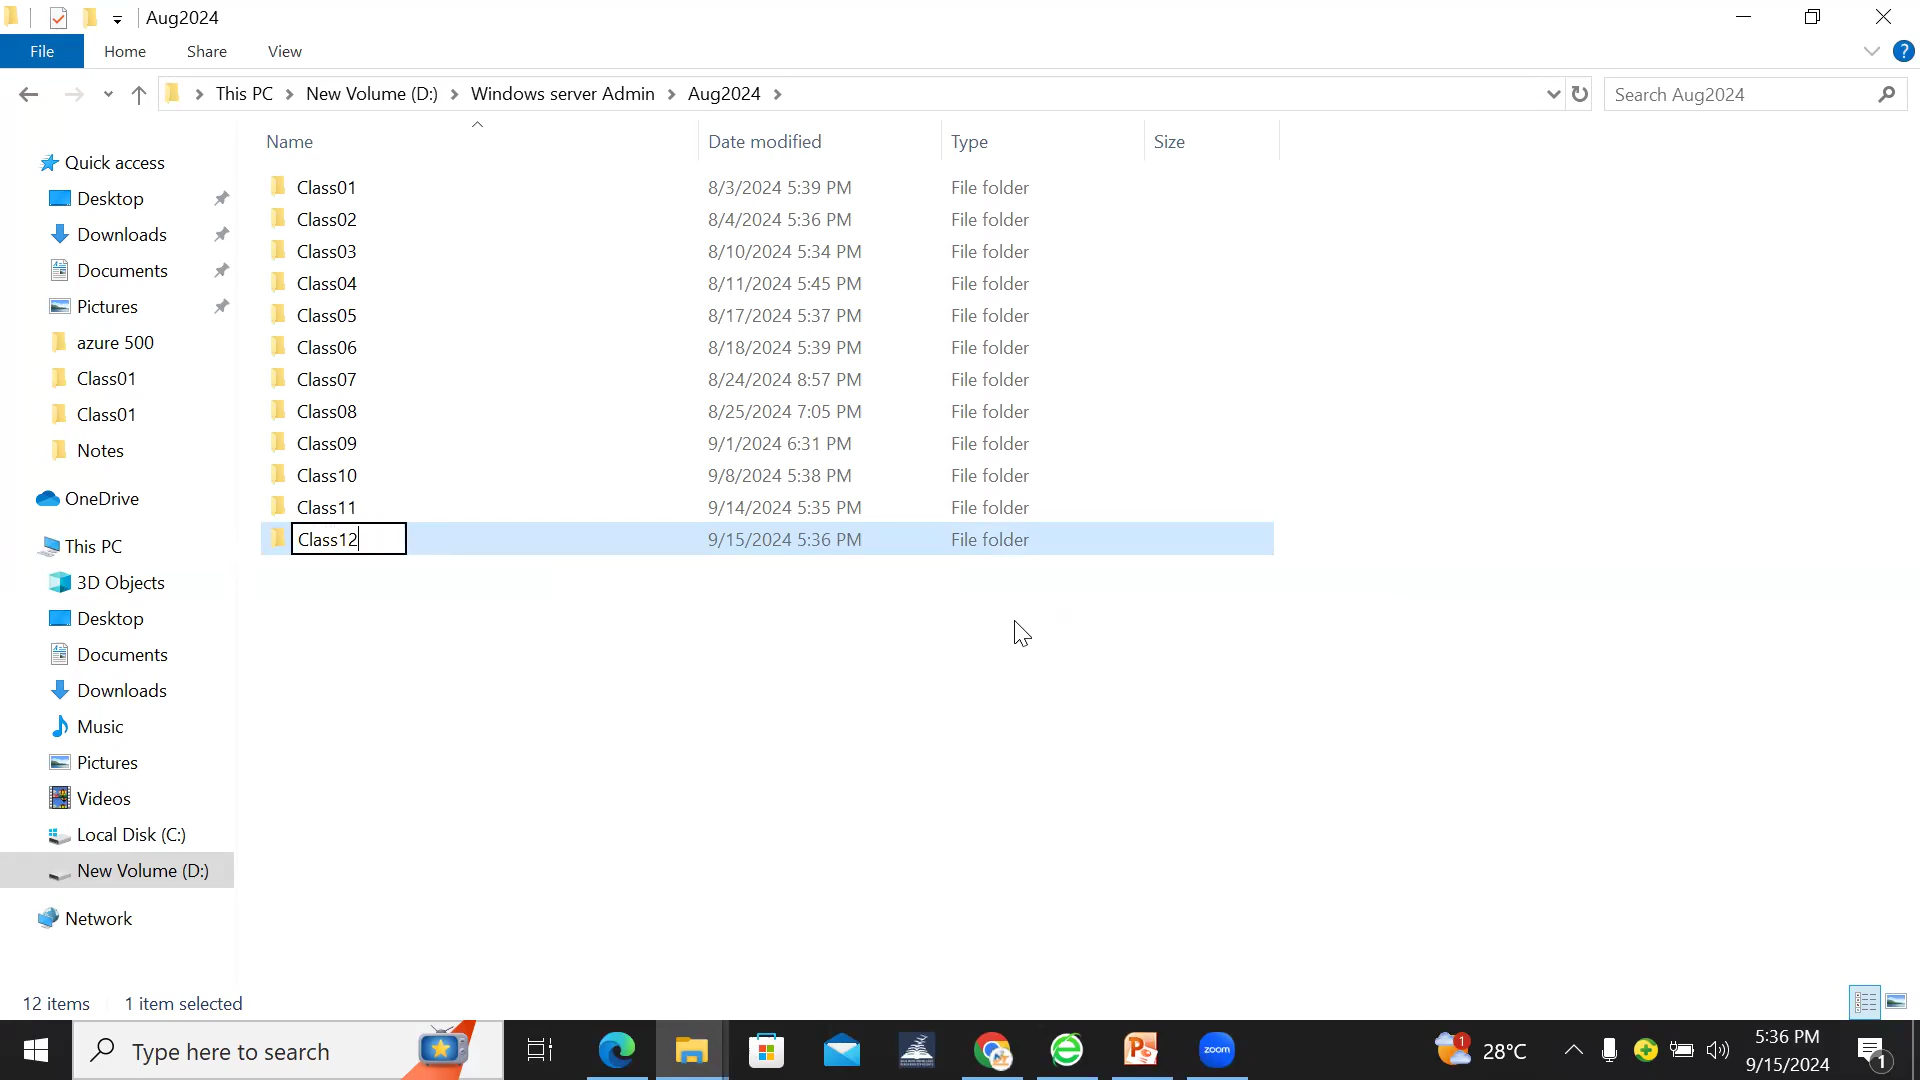 Aug2024
File Home Share View
This PC New Volume (D:) Windows server Admin Aug2024
Search Aug2024
Name Date modified Type Size
Quick access
Desktop
Downloads
Documents
Pictures
azure 500
Class01
Class01
Notes
OneDrive
This PC
3D Objects
Desktop
Documents
Downloads
Music
Pictures
Videos
Local Disk (C:)
New Volume (D:)
Network
Class01 8/3/2024 5:39 PM File folder
Class02 8/4/2024 5:36 PM File folder
Class03 8/10/2024 5:34 PM File folder
Class04 8/11/2024 5:45 PM File folder
Class05 8/17/2024 5:37 PM File folder
Class06 8/18/2024 5:39 PM File folder
Class07 8/24/2024 8:57 PM File folder
Class08 8/25/2024 7:05 PM File folder
Class09 9/1/2024 6:31 PM File folder
Class10 9/8/2024 5:38 PM File folder
Class11 9/14/2024 5:35 PM File folder
Class12 9/15/2024 5:36 PM File folder
12 items 1 item selected
Type here to search
zoom
1
28°C
5:36 PM
9/15/2024
1